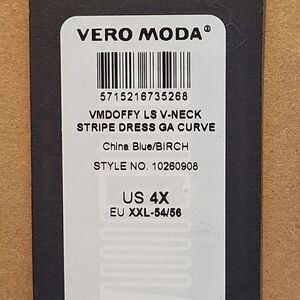 VERO MODA®
5715216735268
VMDOFFY LS V-NECK
STRIPE DRESS GA CURVE
China Blue/BIRCH
STYLE NO. 10260908
US 4X
EU XXL-54/56